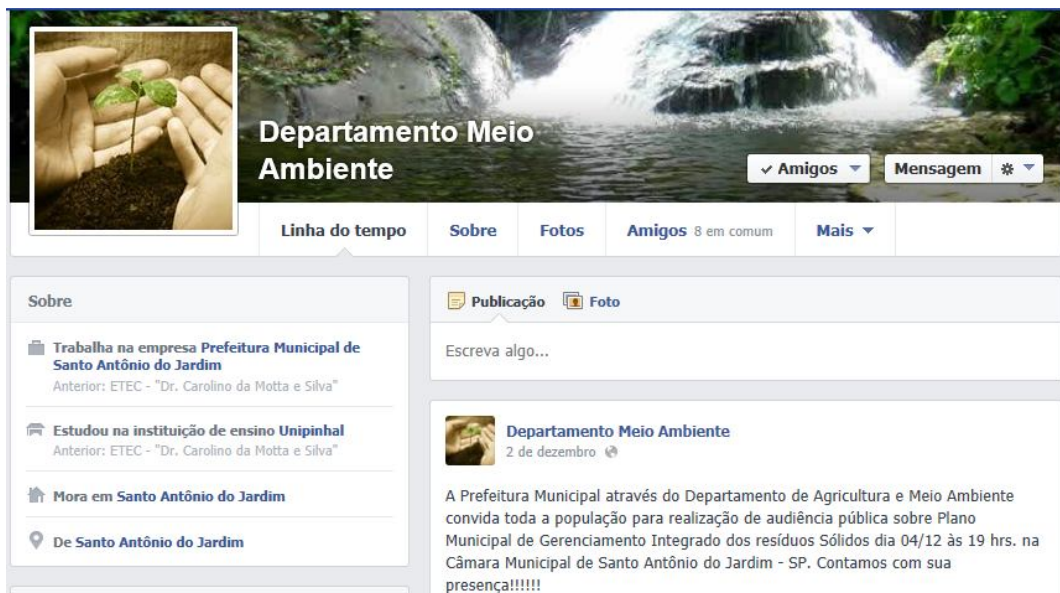 Departamento Meio
Ambiente
Amigos
Mensagem
Linha do tempo
Sobre
Fotos
Amigos 8 em comum
Mais
Sobre
Trabalha na empresa Prefeitura Municipal de
Santo Antônio do Jardim
Anterior: ETEC - "Dr. Carolino da Motta e Silva"
Estudou na instituição de ensino Unipinhal
Anterior: ETEC - "Dr. Carolino da Motta e Silva"
Mora em Santo Antônio do Jardim
De Santo Antônio do Jardim
Publicação
Foto
Escreva algo...
Departamento Meio Ambiente
2 de dezembro
A Prefeitura Municipal através do Departamento de Agricultura e Meio Ambiente
convida toda a população para realização de audiência pública sobre Plano
Municipal de Gerenciamento Integrado dos resíduos Sólidos dia 04/12 às 19 hrs. na
Câmara Municipal de Santo Antônio do Jardim - SP. Contamos com sua
presença!!!!!!